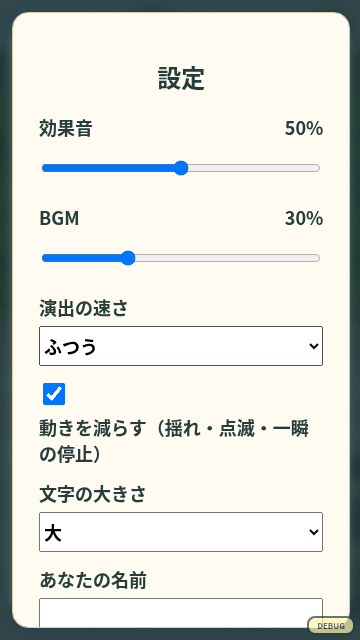 設定
効果音 50%
BGM 30%
演出の速さ
ふつう
動きを減らす（揺れ・点滅・一瞬
の停止）
文字の大きさ
大
あなたの名前
DEBUG